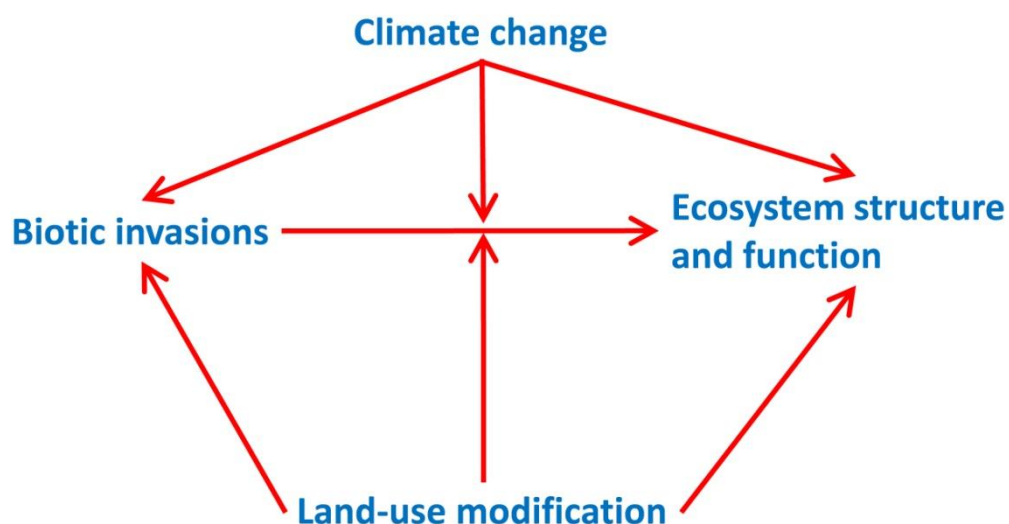 Climate change
Biotic invasions
Ecosystem structure
and function
Land-use modification